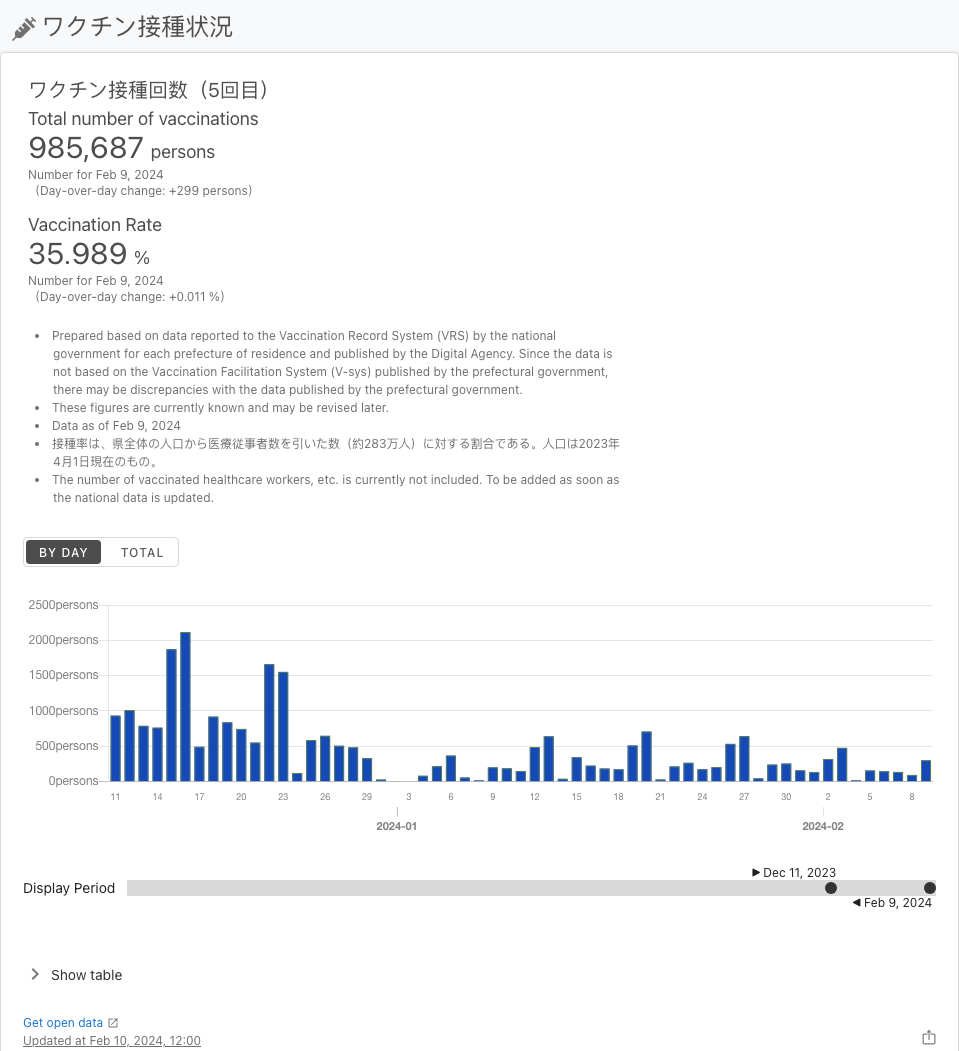 ワクチン接種状況
ワクチン接種回数（5回目）
Total number of vaccinations
985,687 persons
Number for Feb 9, 2024
（Day-over-day change: +299 persons）
Vaccination Rate
35.989 %
Number for Feb 9, 2024
（Day-over-day change: +0.011 %）
• Prepared based on data reported to the Vaccination Record System (VRS) by the national
government for each prefecture of residence and published by the Digital Agency. Since the data is
not based on the Vaccination Facilitation System (V-sys) published by the prefectural government,
there may be discrepancies with the data published by the prefectural government.
• These figures are currently known and may be revised later.
• Data as of Feb 9, 2024
• 接種率は、県全体の人口から医療従事者数を引いた数（約283万人）に対する割合である。人口は2023年
4月1日現在のもの。
• The number of vaccinated healthcare workers, etc. is currently not included. To be added as soon as
the national data is updated.
BY DAY TOTAL
2500persons
2000persons
1500persons
1000persons
500persons
0persons
11 14 17 20 23 26 29 3 6 9 12 15 18 21 24 27 30 2 5 8
2024-01 2024-02
Dec 11, 2023
Display Period
Feb 9, 2024
Show table
Get open data
Updated at Feb 10, 2024, 12:00